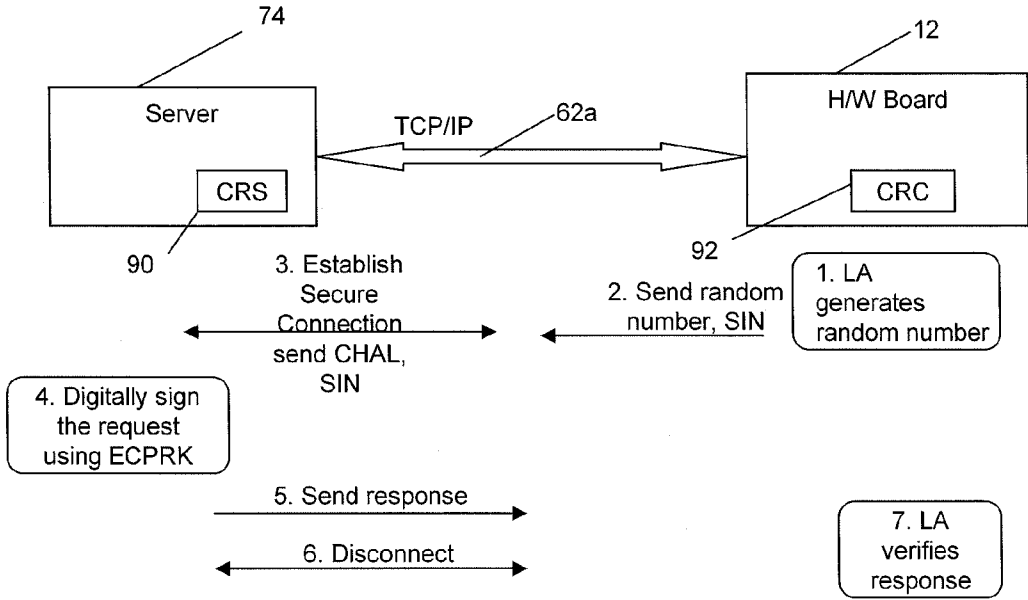 74
12
Server
H/W Board
TCP/IP
62a
CRS
CRC
90
92
3. Establish
Secure
Connection
send CHAL,
SIN
2. Send random
number, SIN
1. LA
generates
random number
4. Digitally sign
the request
using ECPRK
5. Send response
6. Disconnect
7. LA
verifies
response